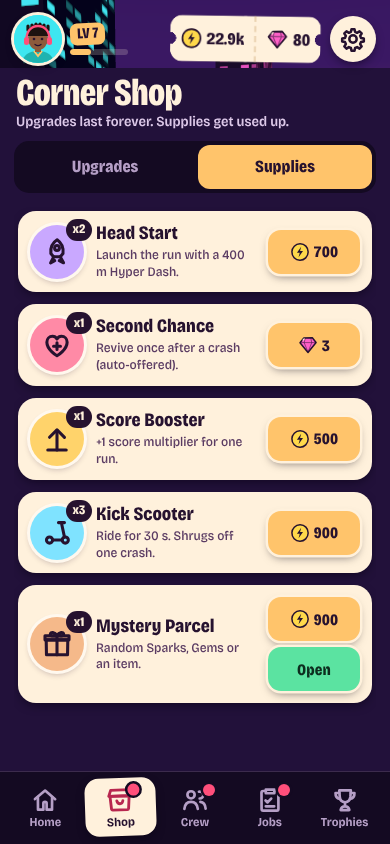 LV 7
22.9k
80
Corner Shop
Upgrades last forever. Supplies get used up.
Upgrades
Supplies
x2
Head Start
Launch the run with a 400
m Hyper Dash.
700
x1
Second Chance
Revive once after a crash
(auto-offered).
3
x1
Score Booster
+1 score multiplier for one
run.
500
x3
Kick Scooter
Ride for 30 s. Shrugs off
one crash.
900
x1
Mystery Parcel
Random Sparks, Gems or
an item.
900
Open
Home
Shop
Crew
Jobs
Trophies